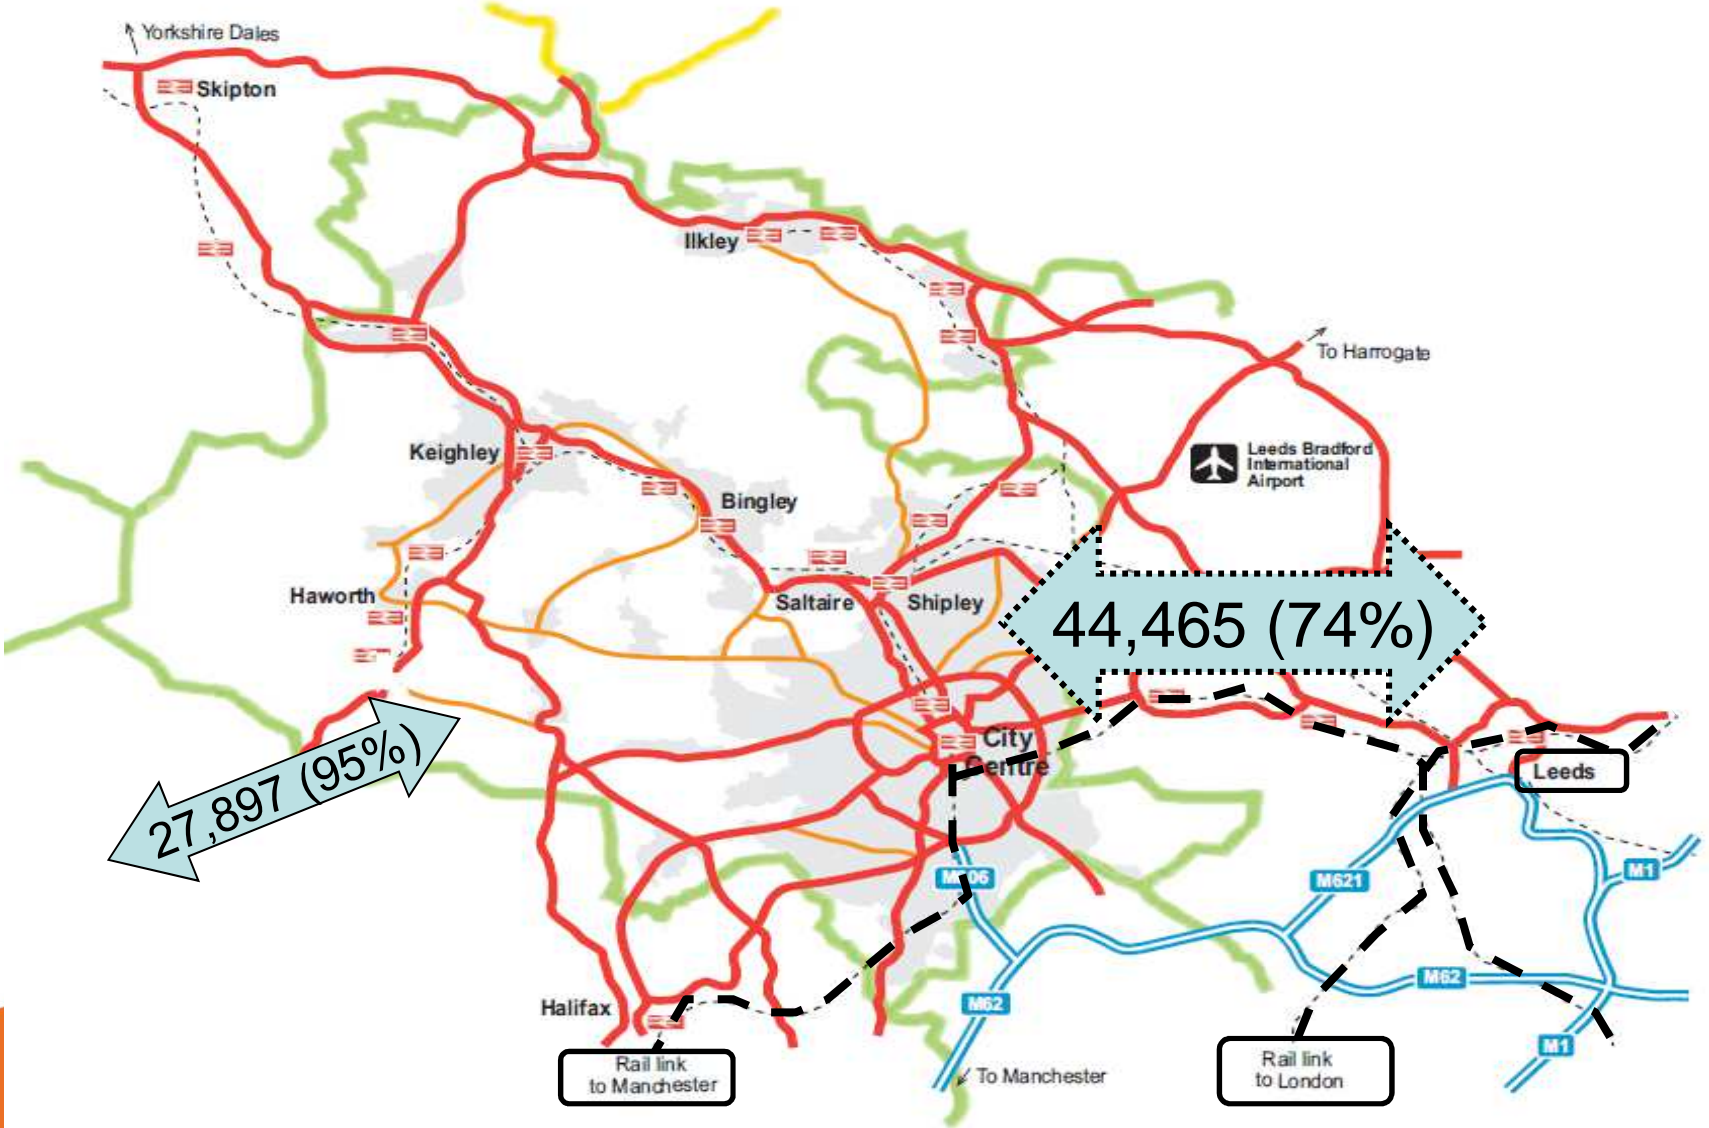 Yorkshire Dales
Skipton
Ilkley
To Harrogate
Keighley
Leeds Bradford
International
Airport
Bingley
Haworth
Saltaire
Shipley
44,465 (74%)
27,897 (95%)
City
Centre
Leeds
M606
M621
M1
M62
Halifax
M62
M1
Rail link
to Manchester
To Manchester
Rail link
to London